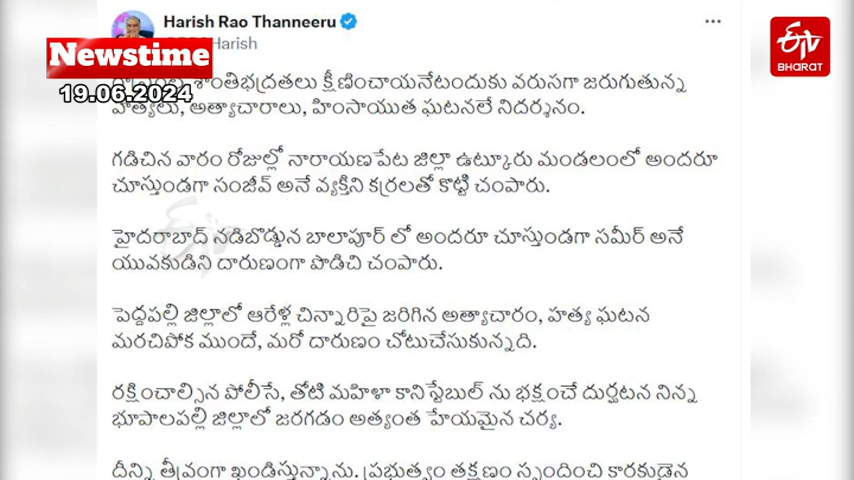 Harish Rao Thanneeru
Harish
Newstime
19.06.2024
ETV
BHARAT
శాంతిభద్రతలు క్షీణించాయనేటందుకు వరుసగా జరుగుతున్న
హత్యలు, అత్యాచారాలు, హింసాయుత ఘటనలే నిదర్శనం.
గడిచిన వారం రోజుల్లో నారాయణపేట జిల్లా ఉట్కూరు మండలంలో అందరూ
చూస్తుండగా సంజీవ్ అనే వ్యక్తిని కర్రలతో కొట్టి చంపారు.
హైదరాబాద్ నడిబొడ్డున బాలాపూర్ లో అందరూ చూస్తుండగా సమీర్ అనే
యువకుడిని దారుణంగా పొడిచి చంపారు.
పెద్దపల్లి జిల్లాలో ఆరేళ్ల చిన్నారిపై జరిగిన అత్యాచారం, హత్య ఘటన
మరచిపోక ముందే, మరో దారుణం చోటుచేసుకున్నది.
రక్షించాల్సిన పోలీసే, తోటి మహిళా కానిస్టేబుల్ ను భక్షంచే దుర్ఘటన నిన్న
భూపాలపల్లి జిల్లాలో జరగడం అత్యంత హేయమైన చర్య.
దీన్ని తీవ్రంగా ఖండిస్తున్నాను. ప్రభుత్వం తక్షణం స్పందించి కారకుడైన